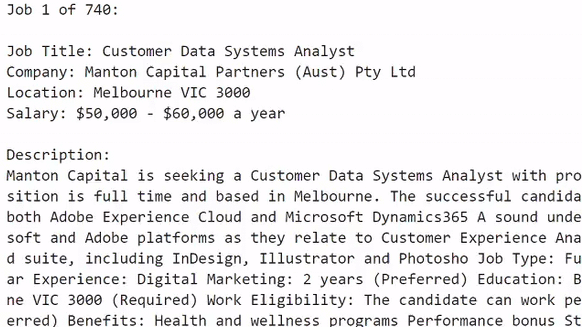 Job 1 of 740:
Job Title: Customer Data Systems Analyst
Company: Manton Capital Partners (Aust) Pty Ltd
Location: Melbourne VIC 3000
Salary: $50,000 - $60,000 a year
Description:
Manton Capital is seeking a Customer Data Systems Analyst with pro
sition is full time and based in Melbourne. The successful candida
both Adobe Experience Cloud and Microsoft Dynamics365 A sound unde
soft and Adobe platforms as they relate to Customer Experience Ana
d suite, including InDesign, Illustrator and Photosho Job Type: Fu
ar Experience: Digital Marketing: 2 years (Preferred) Education: B
ne VIC 3000 (Required) Work Eligibility: The candidate can work pe
erred) Benefits: Health and wellness programs Performance bonus St